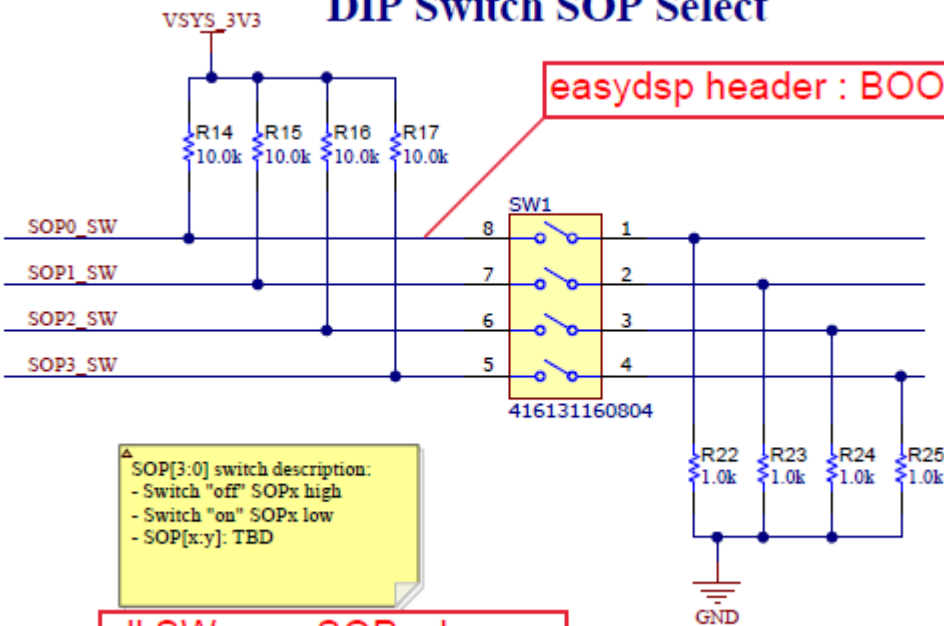 DIP Switch SOP Select
VSYS_3V3
easydsp header : BOO
R14 R15 R16 R17
10.0k 10.0k 10.0k 10.0k
SW1
SOP0_SW 8 1
SOP1_SW 7 2
SOP2_SW 6 3
SOP3_SW 5 4
416131160804
SOP[3:0] switch description:
- Switch "off" SOPx high
- Switch "on" SOPx low
- SOP[x:y]: TBD
R22 R23 R24 R25
1.0k 1.0k 1.0k 1.0k
GND